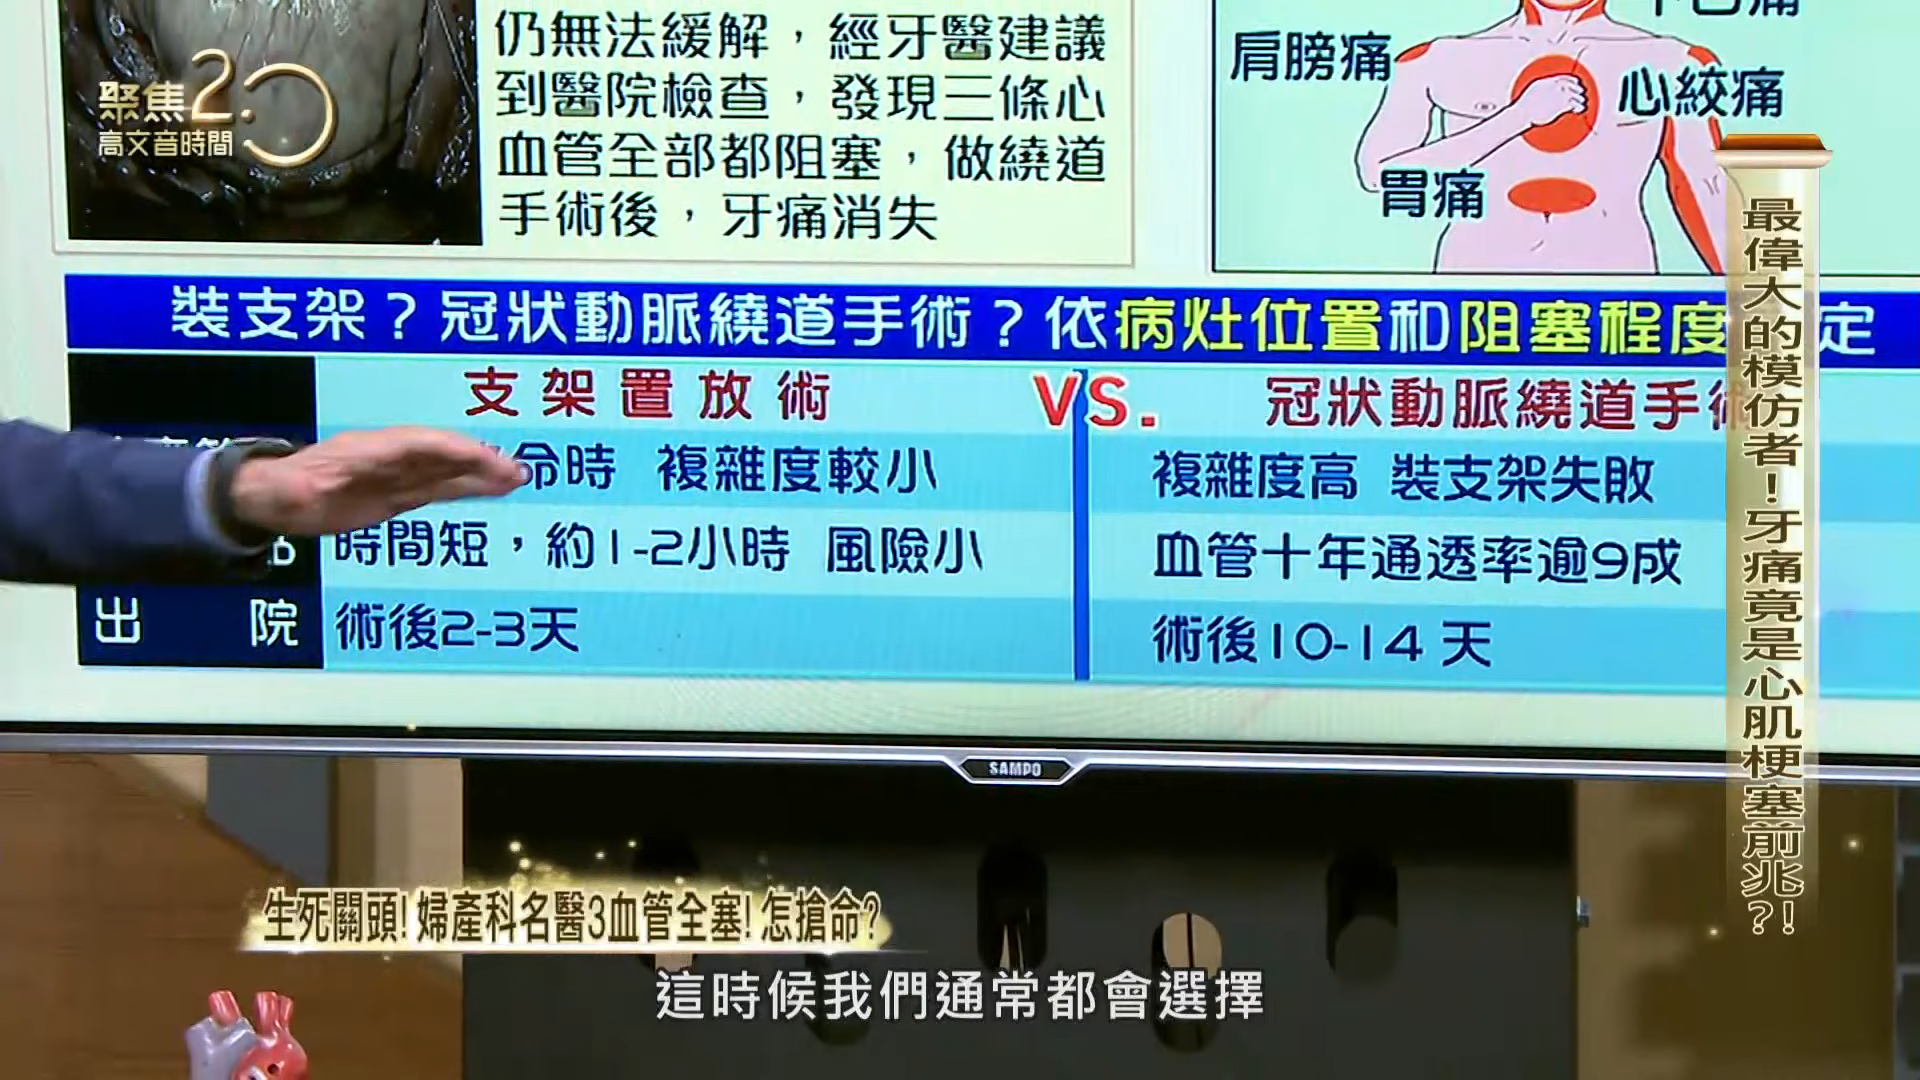 聚焦2.0
高文音時間
仍無法緩解，經牙醫建議
到醫院檢查，發現三條心
血管全部都阻塞，做繞道
手術後，牙痛消失
肩膀痛
心絞痛
胃痛
裝支架？冠狀動脈繞道手術？依病灶位置和阻塞程度 定
支架置放術
VS.
冠狀動脈繞道手術
命時 複雜度較小
複雜度高 裝支架失敗
時間短，約1-2小時 風險小
血管十年通透率逾9成
出院
術後2-3天
術後10-14天
最偉大的模仿者！牙痛竟是心肌梗塞前兆?!
SAMPO
生死關頭! 婦產科名醫3血管全塞! 怎搶命?
這時候我們通常都會選擇